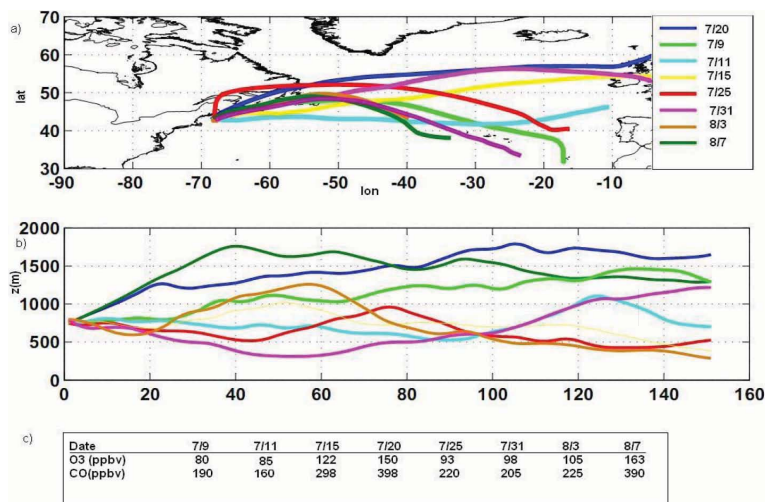 a)
70
60
50
40
30
lat
-90 -80 -70 -60 -50 -40 -30 -20 -10
lon
7/20
7/9
7/11
7/15
7/25
7/31
8/3
8/7
b)
2000
1500
1000
500
0
z(m)
0 20 40 60 80 100 120 140 160
c)
Date 7/9 7/11 7/15 7/20 7/25 7/31 8/3 8/7
O3 (ppbv) 80 85 122 150 93 98 105 163
CO(ppbv) 190 160 298 398 220 205 225 390